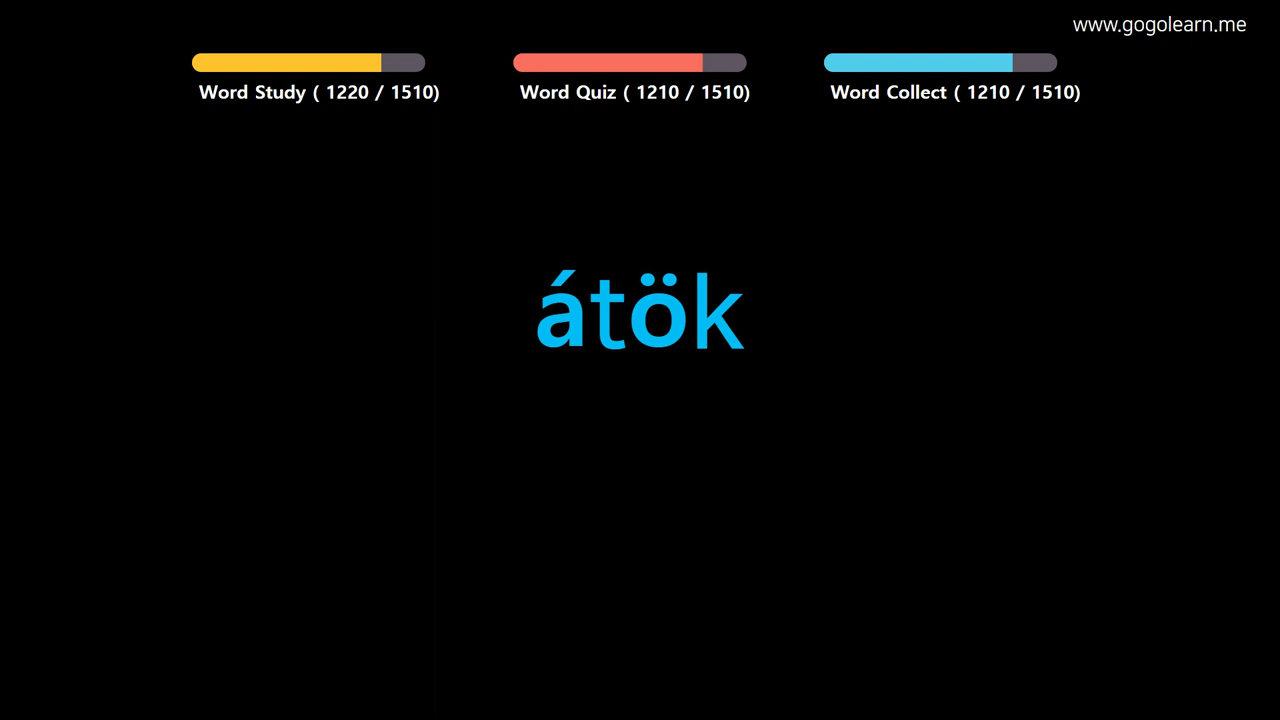 www.gogolearn.me
Word Study ( 1220 / 1510)
Word Quiz ( 1210 / 1510)
Word Collect ( 1210 / 1510)
átök